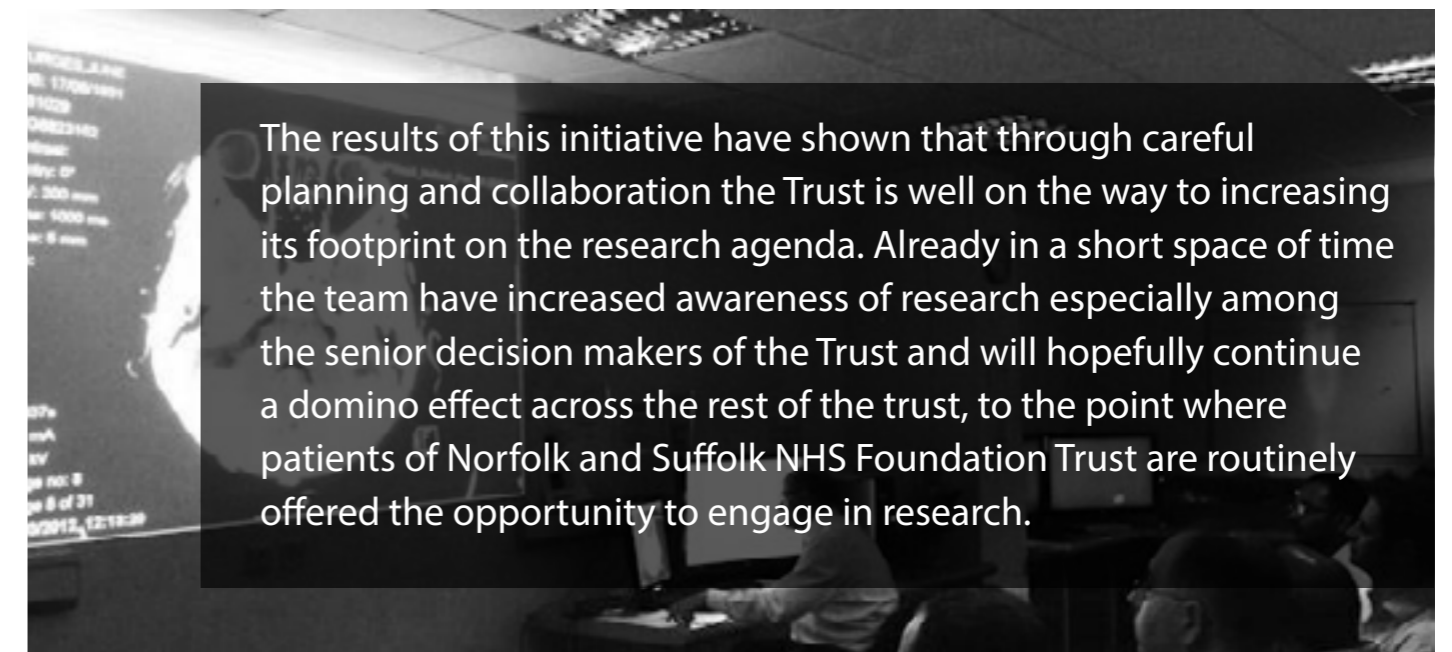 The results of this initiative have shown that through careful
planning and collaboration the Trust is well on the way to increasing
its footprint on the research agenda. Already in a short space of time
the team have increased awareness of research especially among
the senior decision makers of the Trust and will hopefully continue
a domino effect across the rest of the trust, to the point where
patients of Norfolk and Suffolk NHS Foundation Trust are routinely
offered the opportunity to engage in research.